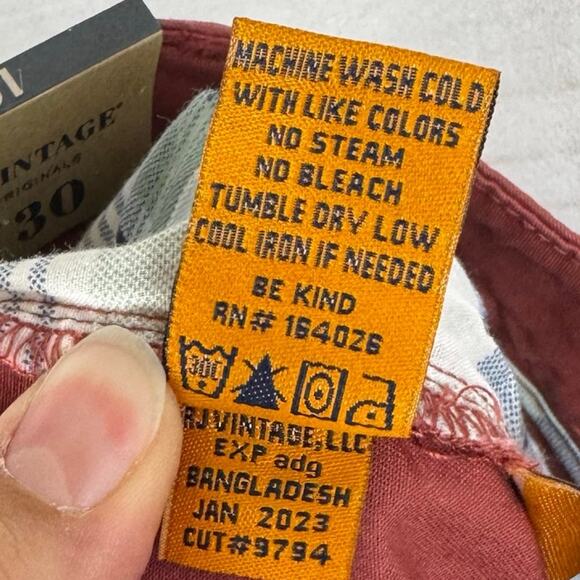 VINTAGE
ORIGINALS
30
MACHINE WASH COLD
WITH LIKE COLORS
NO STEAM
NO BLEACH
TUMBLE DRY LOW
COOL IRON IF NEEDED
BE KIND
RN# 164026
30C
RJ VINTAGE, LLC
EXP adg
BANGLADESH
JAN 2023
CUT#9794